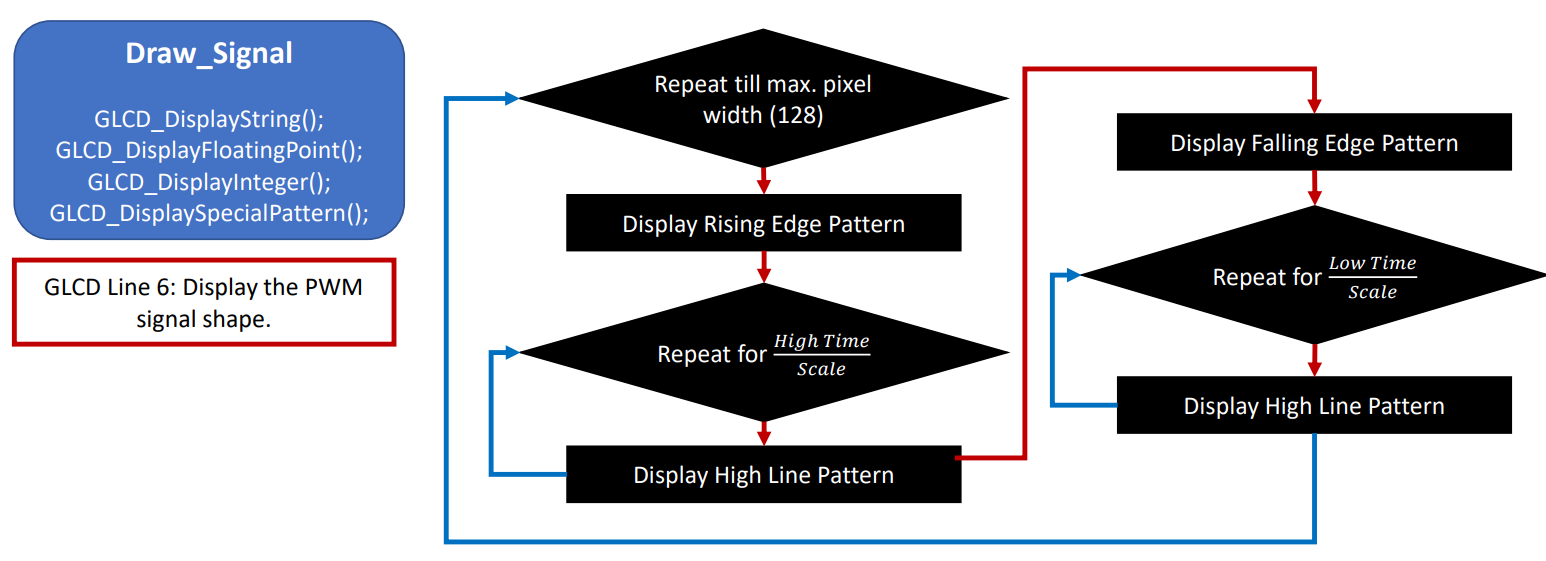 Draw_Signal
GLCD_DisplayString();
GLCD_DisplayFloatingPoint();
GLCD_DisplayInteger();
GLCD_DisplaySpecialPattern();
GLCD Line 6: Display the PWM
signal shape.
Repeat till max. pixel
width (128)
Display Rising Edge Pattern
Repeat for High Time / Scale
Display High Line Pattern
Display Falling Edge Pattern
Repeat for Low Time / Scale
Display High Line Pattern